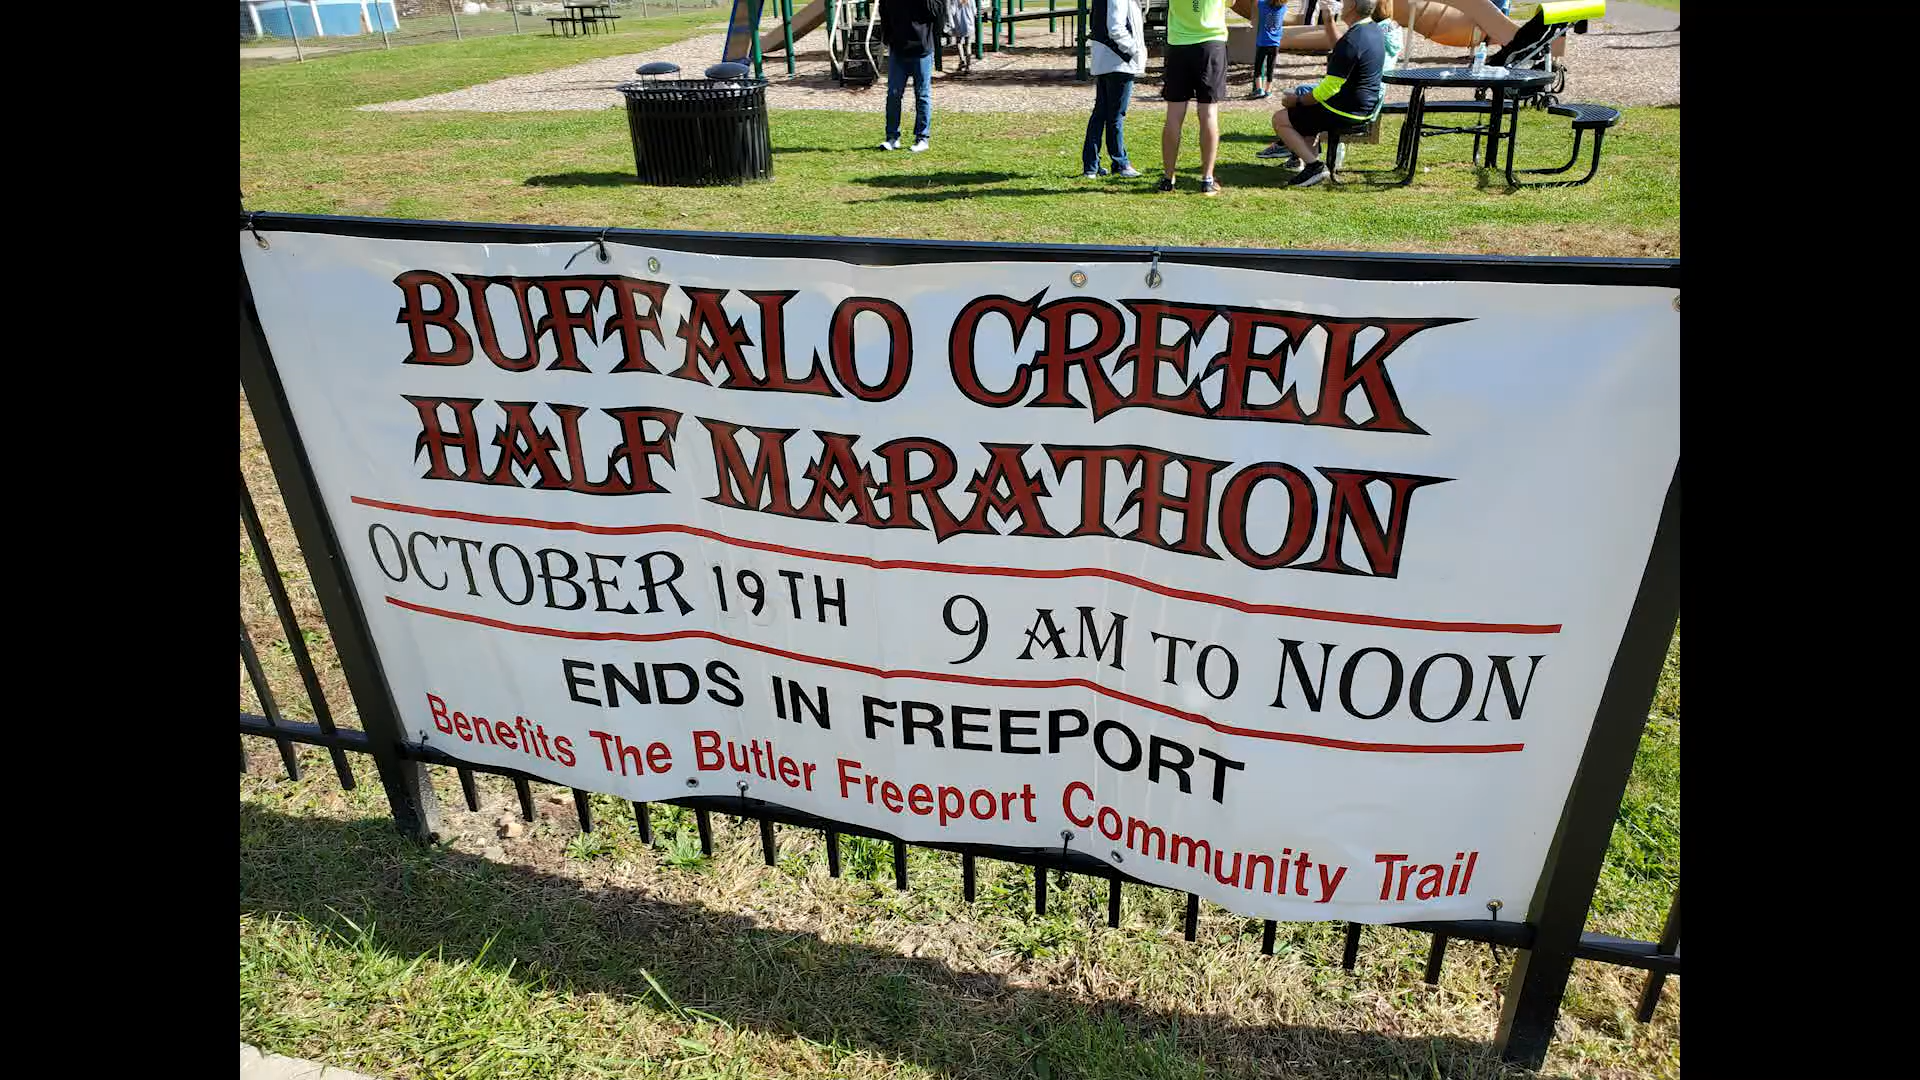 BUFFALO CREEK
HALF MARATHON
OCTOBER 19TH 9 AM TO NOON
ENDS IN FREEPORT
Benefits The Butler Freeport Community Trail